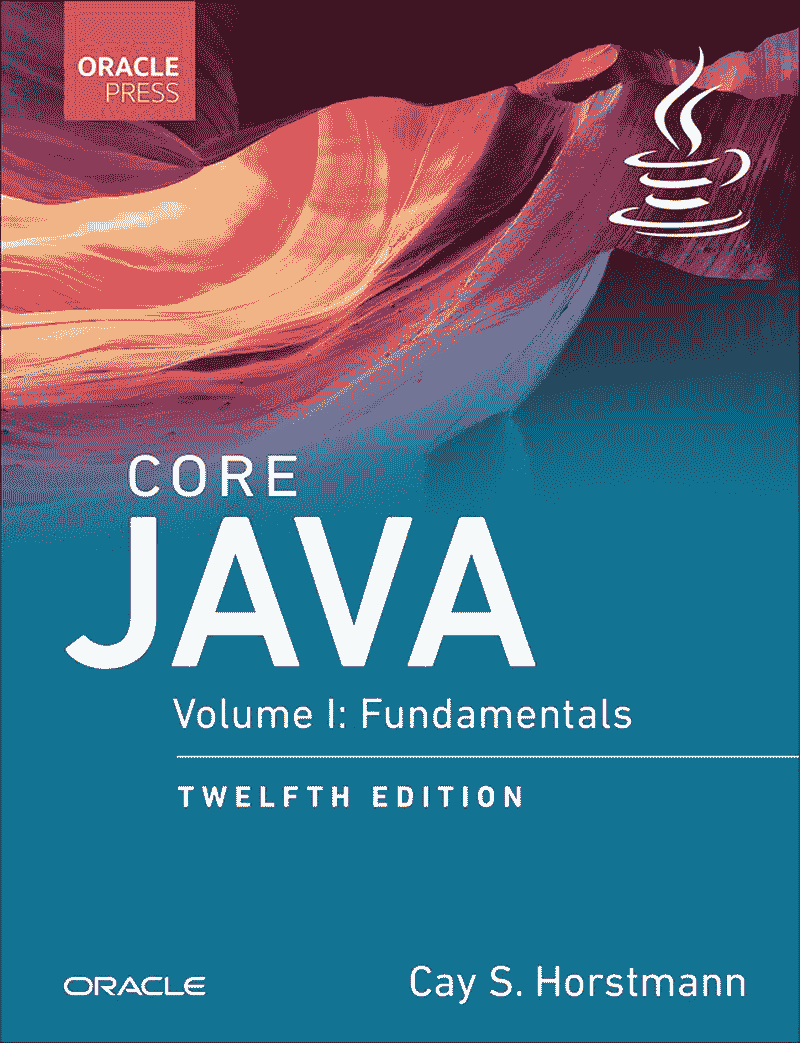 ORACLE
PRESS
CORE
JAVA
Volume I: Fundamentals
TWELFTH EDITION
ORACLE
Cay S. Horstmann